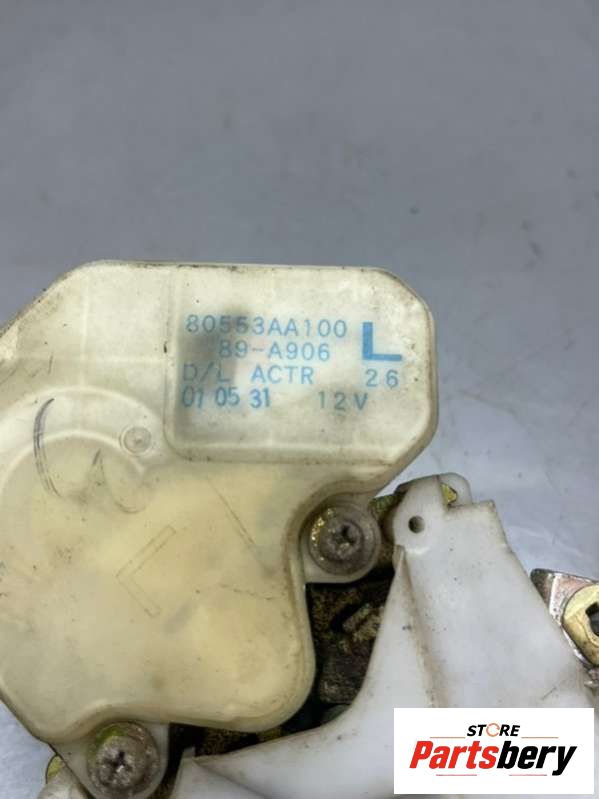 80553AA100
89-A906 L
D/L ACTR 26
01 05 31 12V
L
STORE
Partsbery